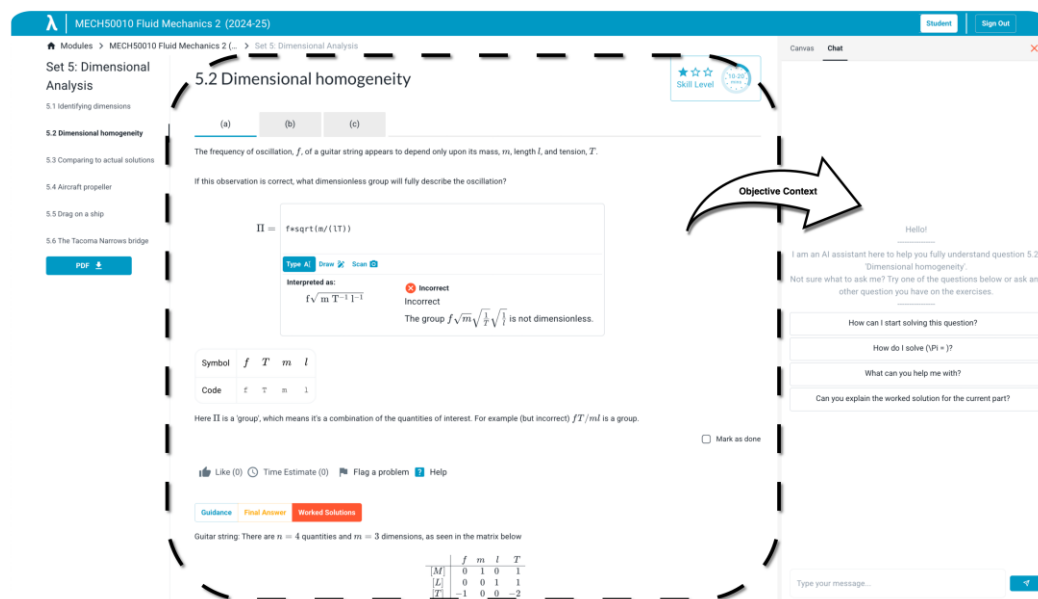 λ MECH50010 Fluid Mechanics 2 (2024-25) Student Sign Out
Modules > MECH50010 Fluid Mechanics 2 (... > Set 5: Dimensional Analysis
Set 5: Dimensional
Analysis
5.1 Identifying dimensions
5.2 Dimensional homogeneity
5.3 Comparing to actual solutions
5.4 Aircraft propeller
5.5 Drag on a ship
5.6 The Tacoma Narrows bridge
PDF
5.2 Dimensional homogeneity
Skill Level
10-20
(a) (b) (c)
The frequency of oscillation, f, of a guitar string appears to depend only upon its mass, m, length l, and tension, T.
If this observation is correct, what dimensionless group will fully describe the oscillation?
Π = f*sqrt(m/(lT))
Type Draw Scan
Interpreted as:
f√m T⁻¹ l⁻¹
Incorrect
Incorrect
The group f√m√(1/T)√(1/l) is not dimensionless.
Symbol f T m l
Code f T m l
Here Π is a 'group', which means it's a combination of the quantities of interest. For example (but incorrect) fT/ml is a group.
Mark as done
Like (0) Time Estimate (0) Flag a problem ? Help
Guidance Final Answer Worked Solutions
Guitar string: There are n = 4 quantities and m = 3 dimensions, as seen in the matrix below
f m l T
[M] 0 1 0 1
[L] 0 0 1 1
[T] −1 0 0 −2
Objective Context
Canvas Chat
Hello!
I am an AI assistant here to help you fully understand question 5.2
'Dimensional homogeneity'.
Not sure what to ask me? Try one of the questions below or ask an
other question you have on the exercises.
How can I start solving this question?
How do I solve (\Pi = )?
What can you help me with?
Can you explain the worked solution for the current part?
Type your message...